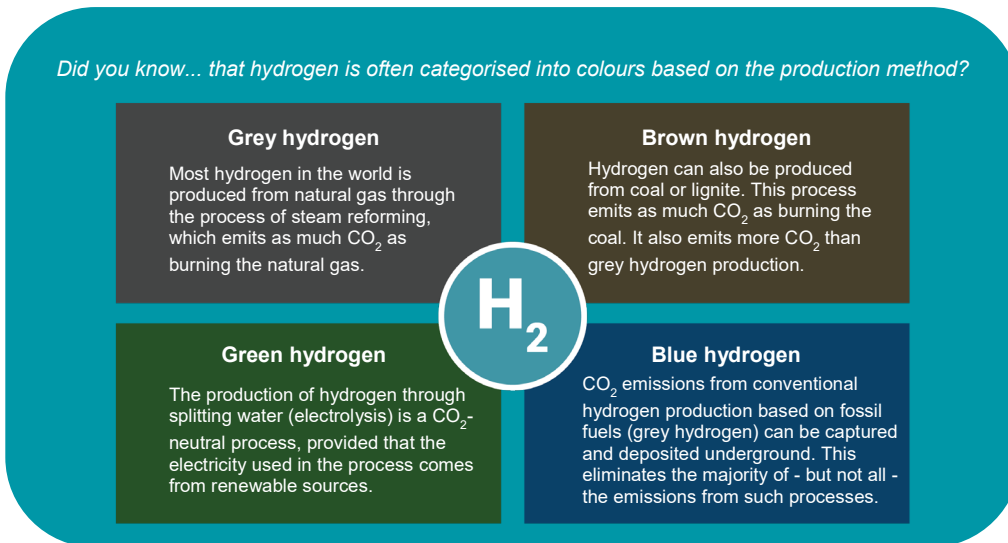 Did you know... that hydrogen is often categorised into colours based on the production method?
Grey hydrogen
Most hydrogen in the world is
produced from natural gas through
the process of steam reforming,
which emits as much CO₂ as
burning the natural gas.
Brown hydrogen
Hydrogen can also be produced
from coal or lignite. This process
emits as much CO₂ as burning the
coal. It also emits more CO₂ than
grey hydrogen production.
H₂
Green hydrogen
The production of hydrogen through
splitting water (electrolysis) is a CO₂-
neutral process, provided that the
electricity used in the process comes
from renewable sources.
Blue hydrogen
CO₂ emissions from conventional
hydrogen production based on fossil
fuels (grey hydrogen) can be captured
and deposited underground. This
eliminates the majority of - but not all -
the emissions from such processes.